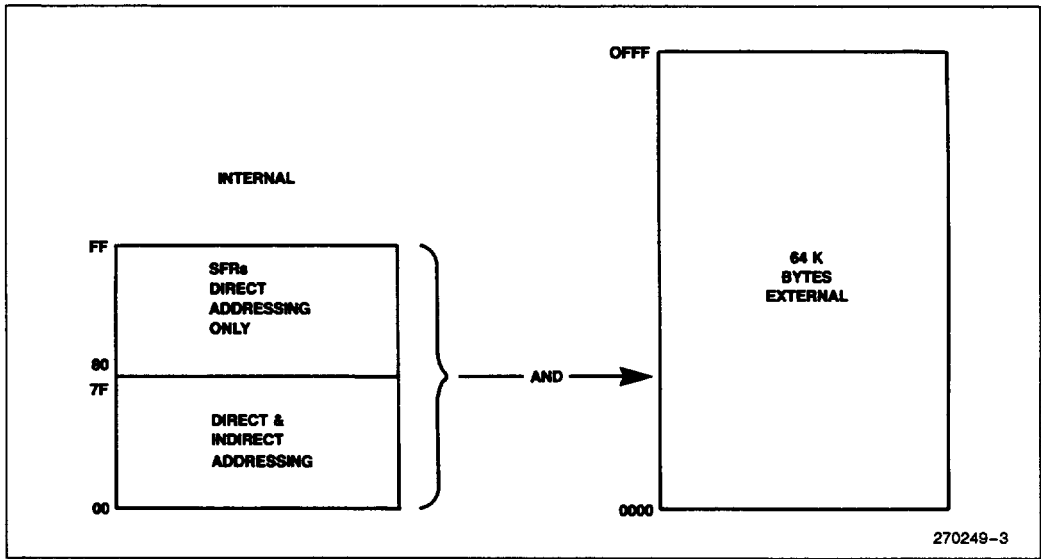 INTERNAL
FF
SFRs
DIRECT
ADDRESSING
ONLY
80
7F
DIRECT &
INDIRECT
ADDRESSING
00
AND
OFFF
64 K
BYTES
EXTERNAL
0000
270249-3